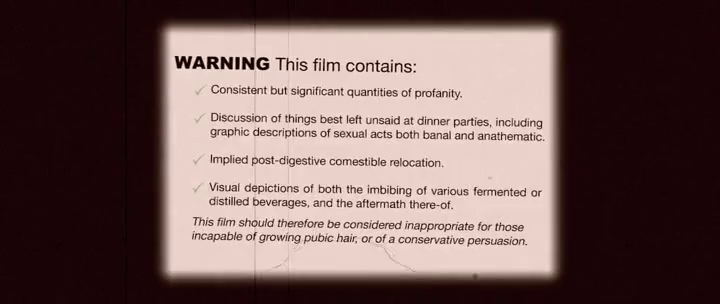 WARNING This film contains:
✓ Consistent but significant quantities of profanity.
✓ Discussion of things best left unsaid at dinner parties, including
graphic descriptions of sexual acts both banal and anathematic.
✓ Implied post-digestive comestible relocation.
✓ Visual depictions of both the imbibing of various fermented or
distilled beverages, and the aftermath there-of.
This film should therefore be considered inappropriate for those
incapable of growing pubic hair, or of a conservative persuasion.